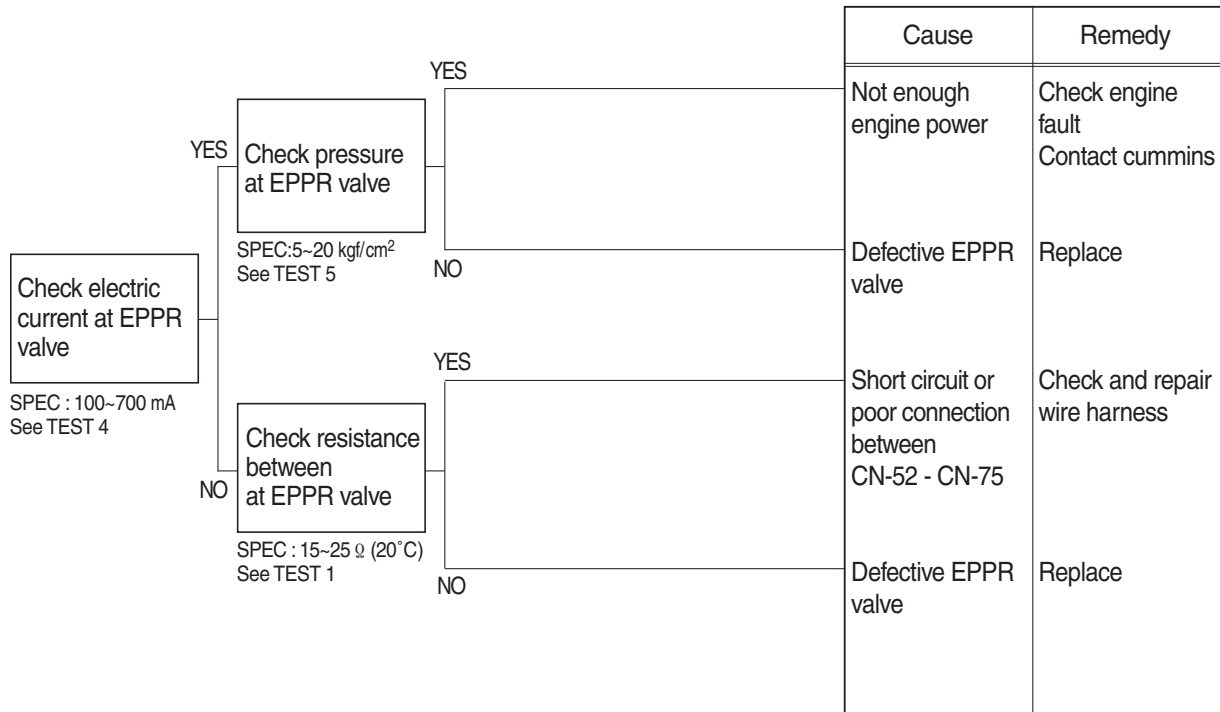 Cause
Remedy
YES
Not enough
engine power
Check engine
fault
Contact cummins
YES
Check pressure
at EPPR valve
SPEC:5~20 kgf/cm²
See TEST 5
NO
Defective EPPR
valve
Replace
Check electric
current at EPPR
valve
SPEC : 100~700 mA
See TEST 4
YES
Short circuit or
poor connection
between
CN-52 - CN-75
Check and repair
wire harness
NO
Check resistance
between
at EPPR valve
SPEC : 15~25 Ω (20˚C)
See TEST 1
NO
Defective EPPR
valve
Replace